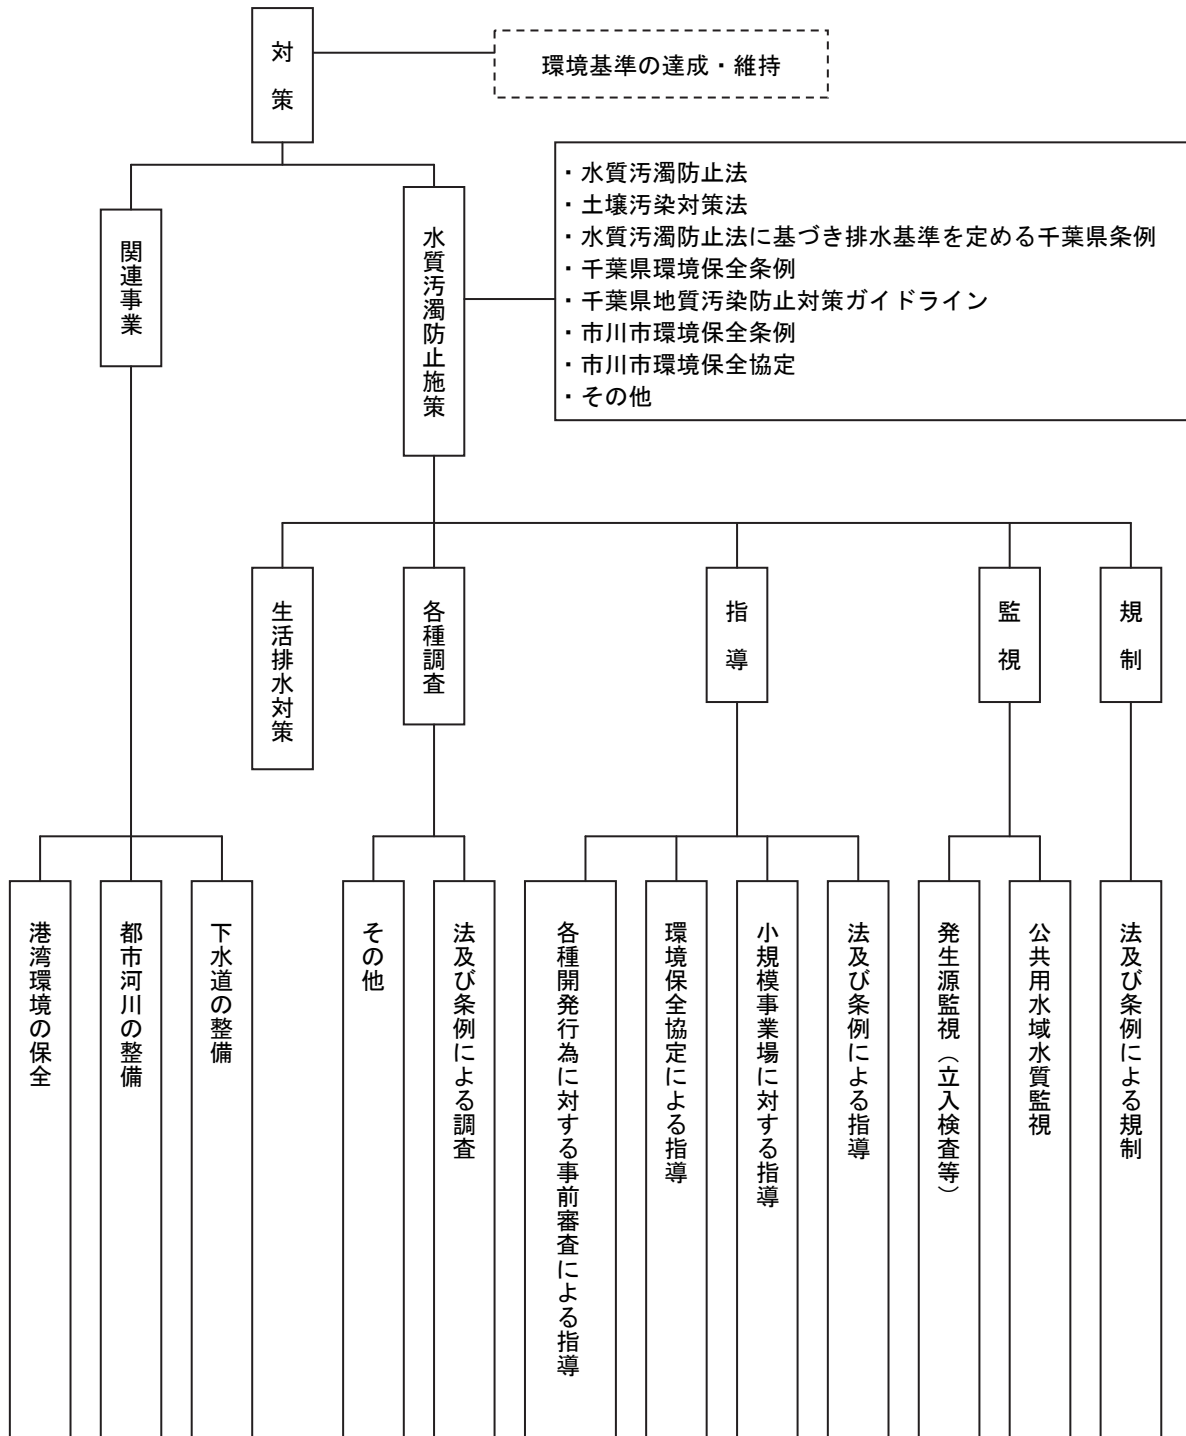 対策
環境基準の達成・維持
・水質汚濁防止法
・土壌汚染対策法
・水質汚濁防止法に基づき排水基準を定める千葉県条例
・千葉県環境保全条例
・千葉県地質汚染防止対策ガイドライン
・市川市環境保全条例
・市川市環境保全協定
・その他
水質汚濁防止施策
関連事業
規制
監視
指導
各種調査
生活排水対策
法及び条例による規制
公共用水域水質監視
発生源監視（立入検査等）
法及び条例による指導
小規模事業場に対する指導
環境保全協定による指導
各種開発行為に対する事前審査による指導
法及び条例による調査
その他
下水道の整備
都市河川の整備
港湾環境の保全